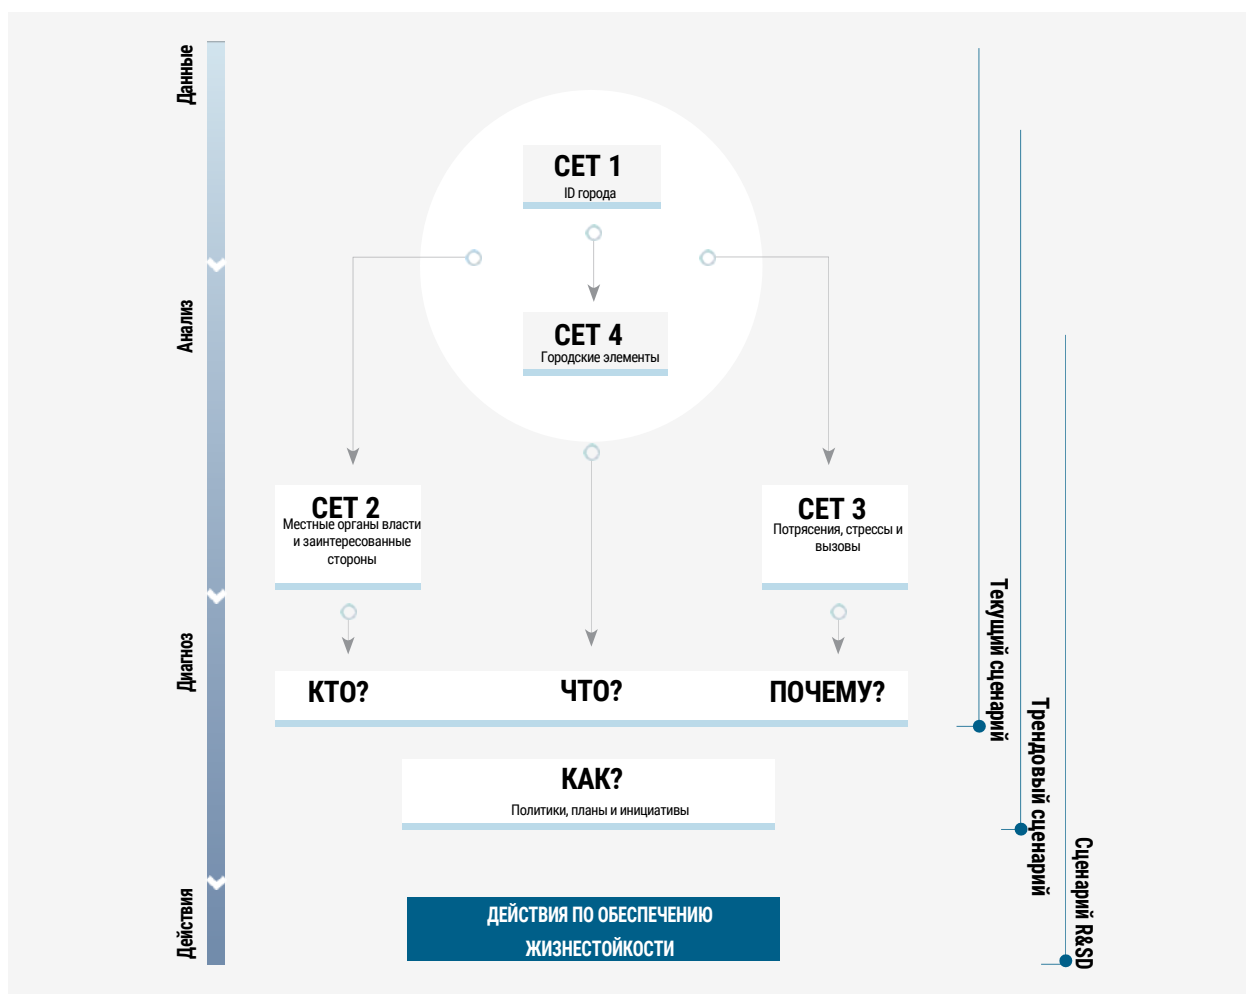 Данные
СЕТ 1
ID города
Анализ
СЕТ 4
Городские элементы
СЕТ 2
Местные органы власти
и заинтересованные
стороны
СЕТ 3
Потрясения, стрессы и
вызовы
Диагноз
КТО?
ЧТО?
ПОЧЕМУ?
КАК?
Политики, планы и инициативы
Действия
ДЕЙСТВИЯ ПО ОБЕСПЕЧЕНИЮ
ЖИЗНЕСТОЙКОСТИ
Текущий сценарий
Трендовый сценарий
Сценарий R&SD